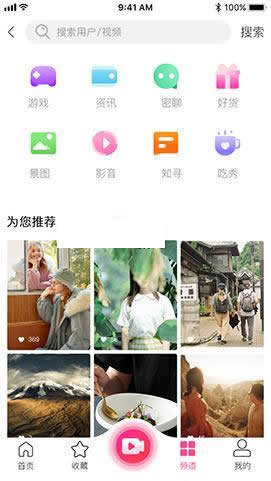 9:41 AM 100%
搜索用户/视频 搜索
游戏 资讯 密聊 好货
景图 影音 知寻 吃秀
为您推荐
369
首页 收藏 频道 我的